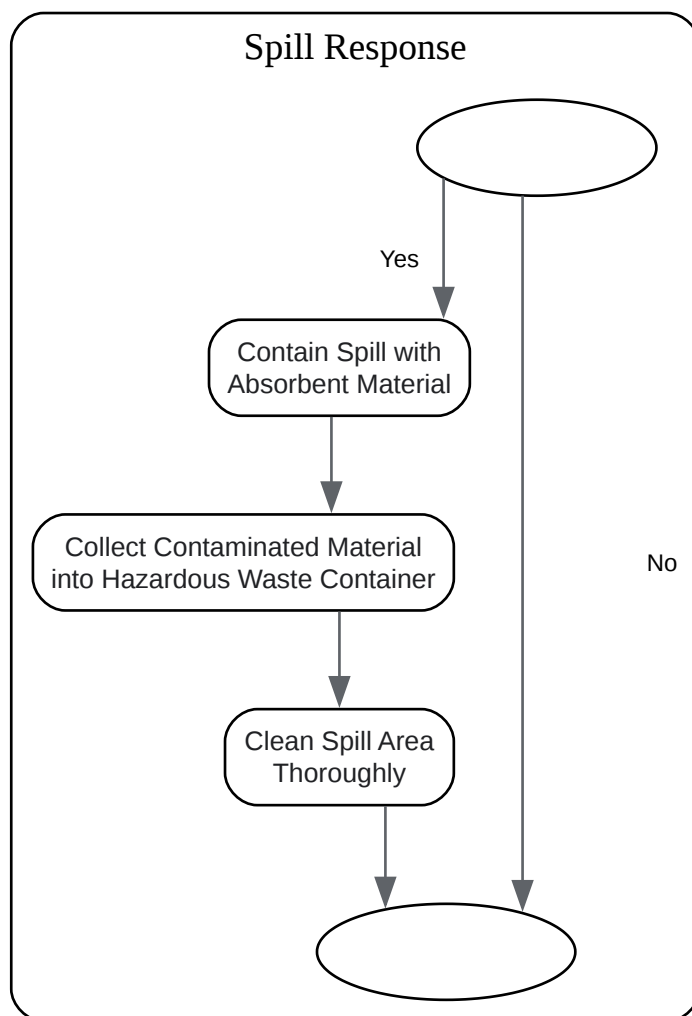 Spill Response
Yes
Contain Spill with
Absorbent Material
Collect Contaminated Material
into Hazardous Waste Container
No
Clean Spill Area
Thoroughly